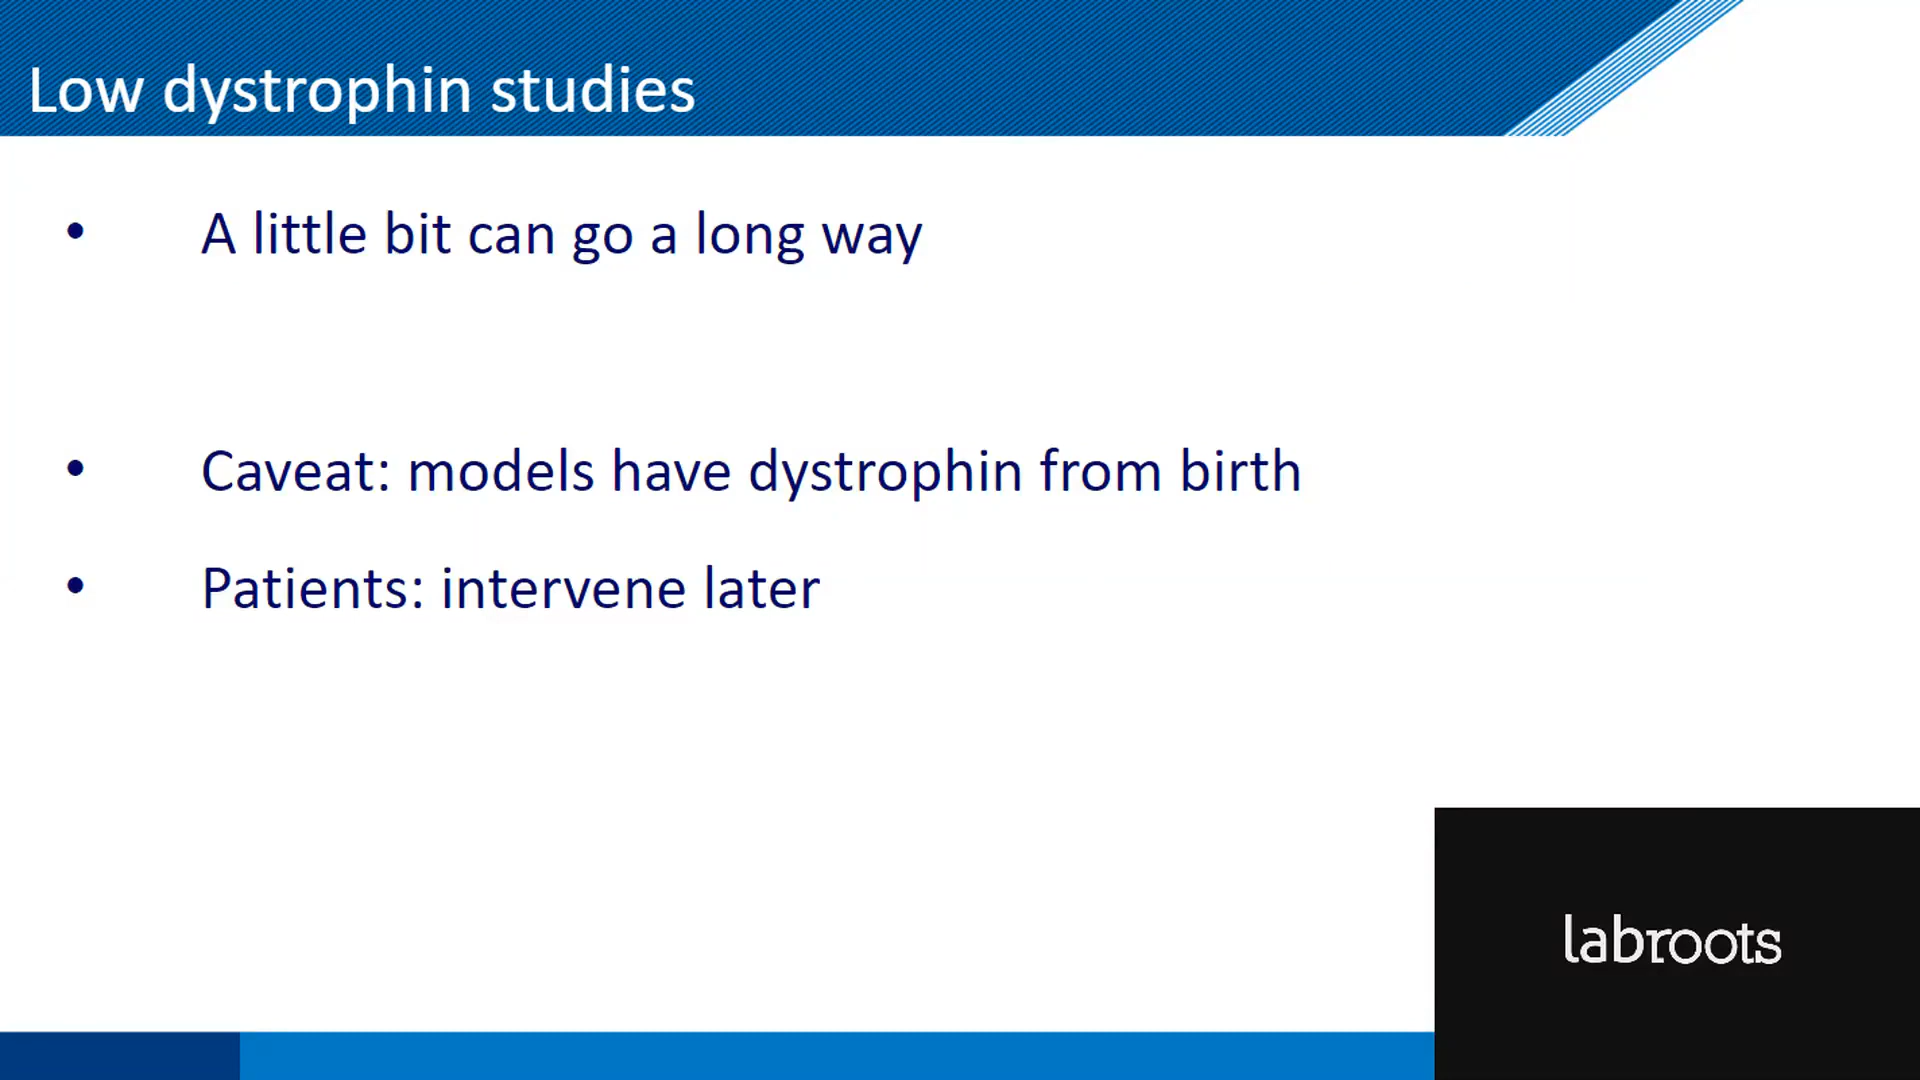 Low dystrophin studies
• A little bit can go a long way
• Caveat: models have dystrophin from birth
• Patients: intervene later
labroots